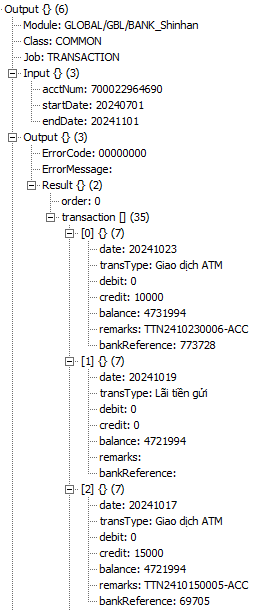 Output {} (6)
Module: GLOBAL/GBL/BANK_Shinhan
Class: COMMON
Job: TRANSACTION
Input {} (3)
acctNum: 700022964690
startDate: 20240701
endDate: 20241101
Output {} (3)
ErrorCode: 00000000
ErrorMessage:
Result {} (2)
order: 0
transaction [] (35)
[0] {} (7)
date: 20241023
transType: Giao dịch ATM
debit: 0
credit: 10000
balance: 4731994
remarks: TTN2410230006-ACC
bankReference: 773728
[1] {} (7)
date: 20241019
transType: Lãi tiền gửi
debit: 0
credit: 0
balance: 4721994
remarks:
bankReference:
[2] {} (7)
date: 20241017
transType: Giao dịch ATM
debit: 0
credit: 15000
balance: 4721994
remarks: TTN2410150005-ACC
bankReference: 69705